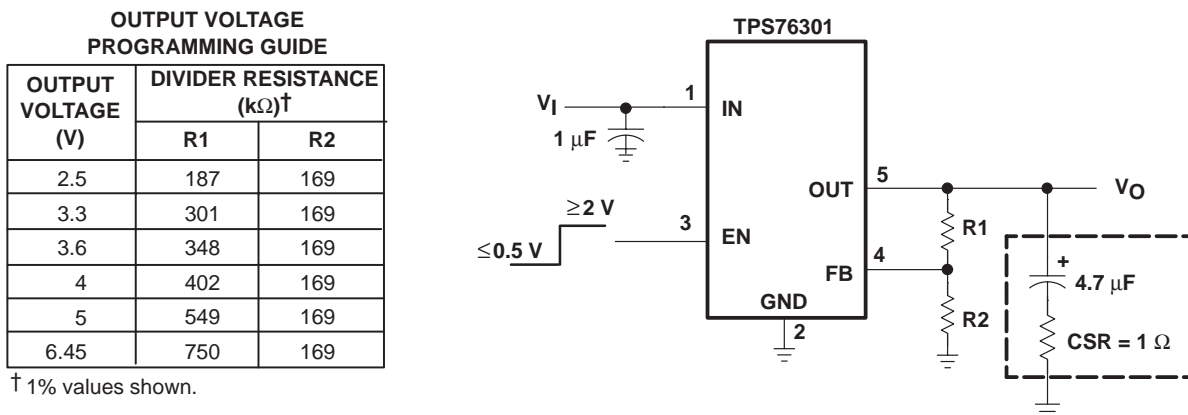 OUTPUT VOLTAGE
PROGRAMMING GUIDE
OUTPUT
VOLTAGE
(V)
DIVIDER RESISTANCE
(kΩ)†
R1 R2
2.5 187 169
3.3 301 169
3.6 348 169
4 402 169
5 549 169
6.45 750 169
† 1% values shown.
TPS76301
VI
1
IN
1 μF
≥2 V
≤0.5 V
3
EN
OUT
5
VO
R1
4
FB
GND
2
R2
+
4.7 μF
CSR = 1 Ω